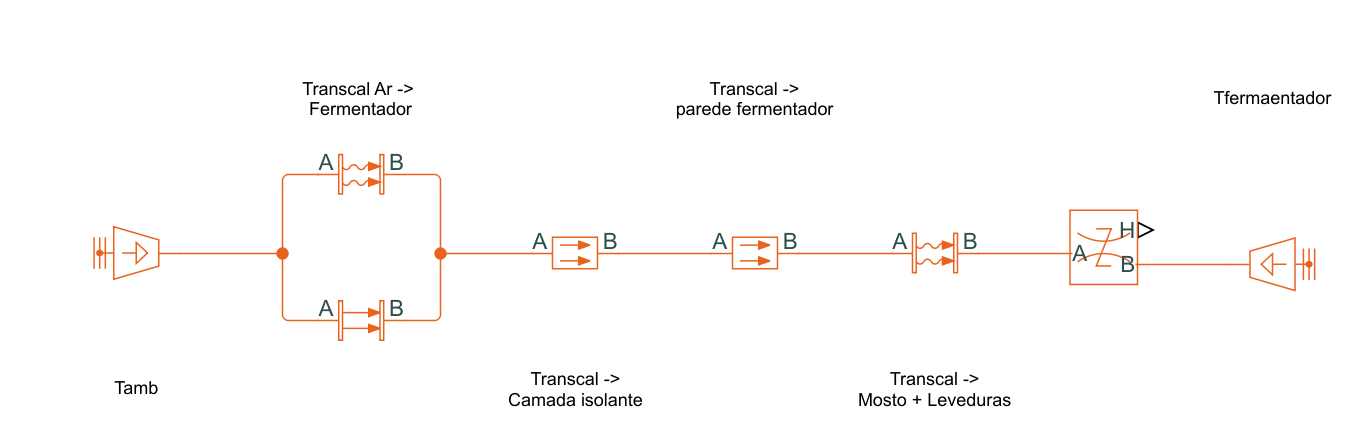 Transcal Ar ->
Fermentador
Transcal ->
parede fermentador
Tfermaentador
A B
A B A B A B H
A B
A B
Tamb
Transcal ->
Camada isolante
Transcal ->
Mosto + Leveduras